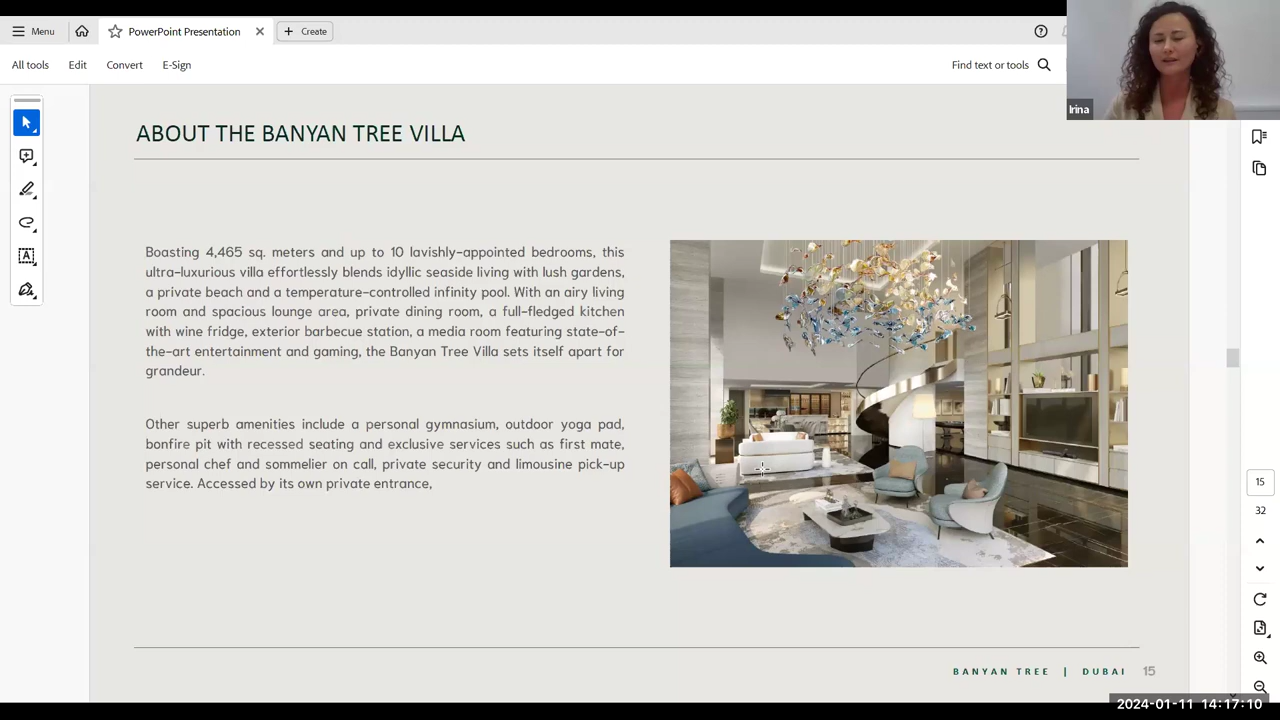 Menu
PowerPoint Presentation
Create
All tools
Edit
Convert
E-Sign
Find text or tools
Irina
ABOUT THE BANYAN TREE VILLA
Boasting 4,465 sq. meters and up to 10 lavishly-appointed bedrooms, this
ultra-luxurious villa effortlessly blends idyllic seaside living with lush gardens,
a private beach and a temperature-controlled infinity pool. With an airy living
room and spacious lounge area, private dining room, a full-fledged kitchen
with wine fridge, exterior barbecue station, a media room featuring state-of-
the-art entertainment and gaming, the Banyan Tree Villa sets itself apart for
grandeur.
Other superb amenities include a personal gymnasium, outdoor yoga pad,
bonfire pit with recessed seating and exclusive services such as first mate,
personal chef and sommelier on call, private security and limousine pick-up
service. Accessed by its own private entrance,
15
32
BANYAN TREE | DUBAI 15
2024-01-11 14:17:10